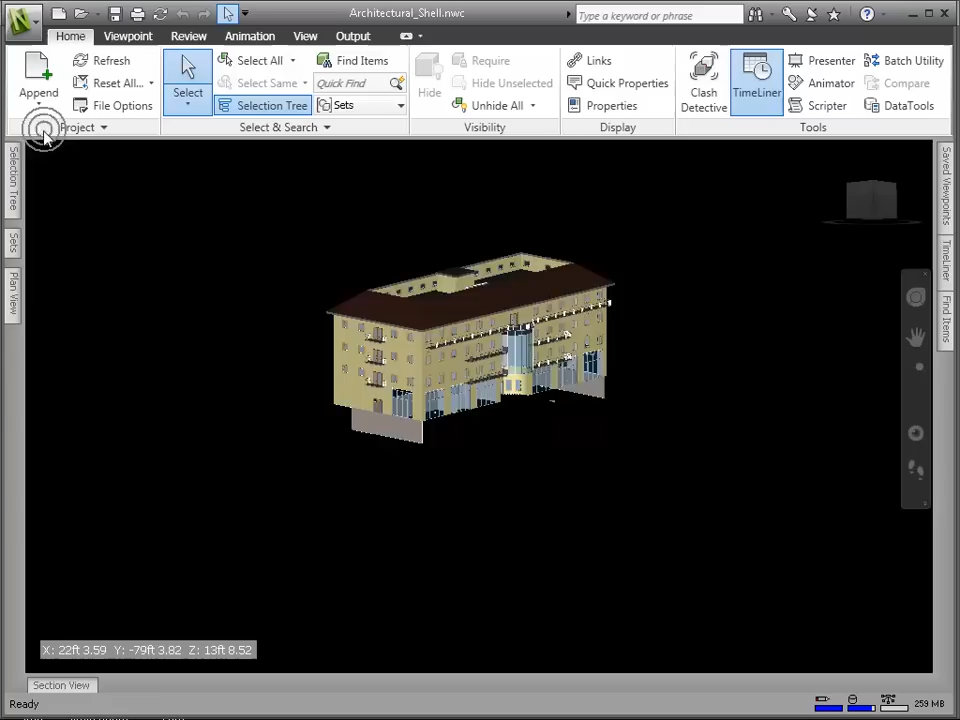 Architectural_Shell.nwc
Type a keyword or phrase
Home Viewpoint Review Animation View Output
Append
Refresh
Reset All...
File Options
Project
Select
Select All
Select Same
Selection Tree
Find Items
Quick Find
Sets
Select & Search
Hide
Require
Hide Unselected
Unhide All
Visibility
Links
Quick Properties
Properties
Display
Clash
Detective
TimeLiner
Presenter
Animator
Scripter
Batch Utility
Compare
DataTools
Tools
Selection Tree
Sets
Plan View
Saved Viewpoints
TimeLiner
Find Items
X: 22ft 3.59 Y: -79ft 3.82 Z: 13ft 8.52
Section View
Ready
259 MB